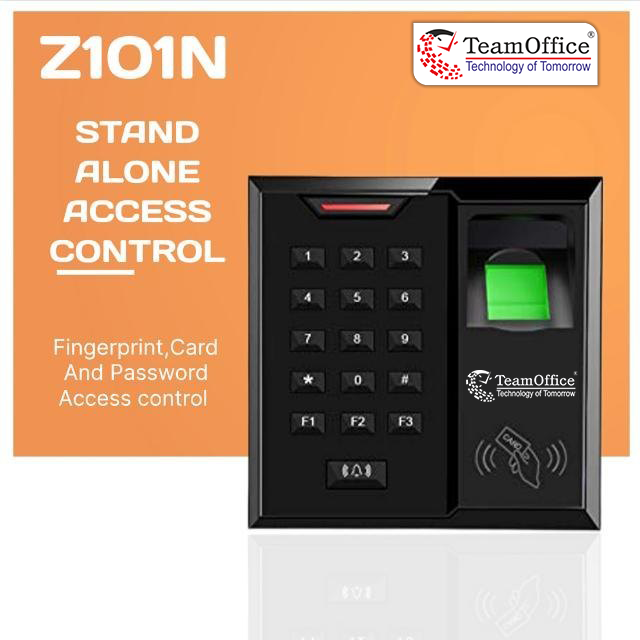 Z101N
TeamOffice®
Technology of Tomorrow
STAND
ALONE
ACCESS
CONTROL
Fingerprint,Card
And Password
Access control
1 2 3
4 5 6
7 8 9
* 0 #
F1 F2 F3
TeamOffice®
Technology of Tomorrow
CARD